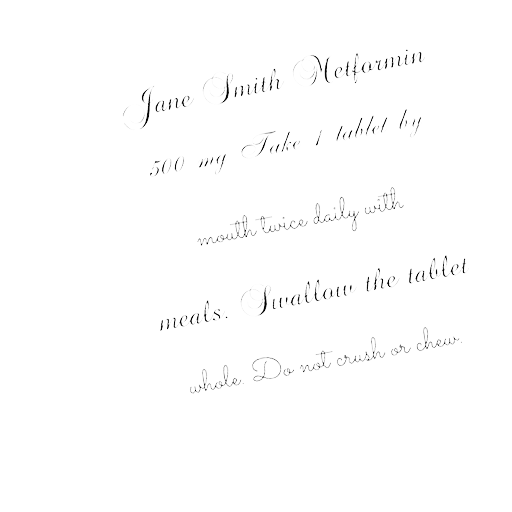 Jane Smith Metformin
500 mg Take 1 tablet by
mouth twice daily with
meals. Swallow the tablet
whole. Do not crush or chew.